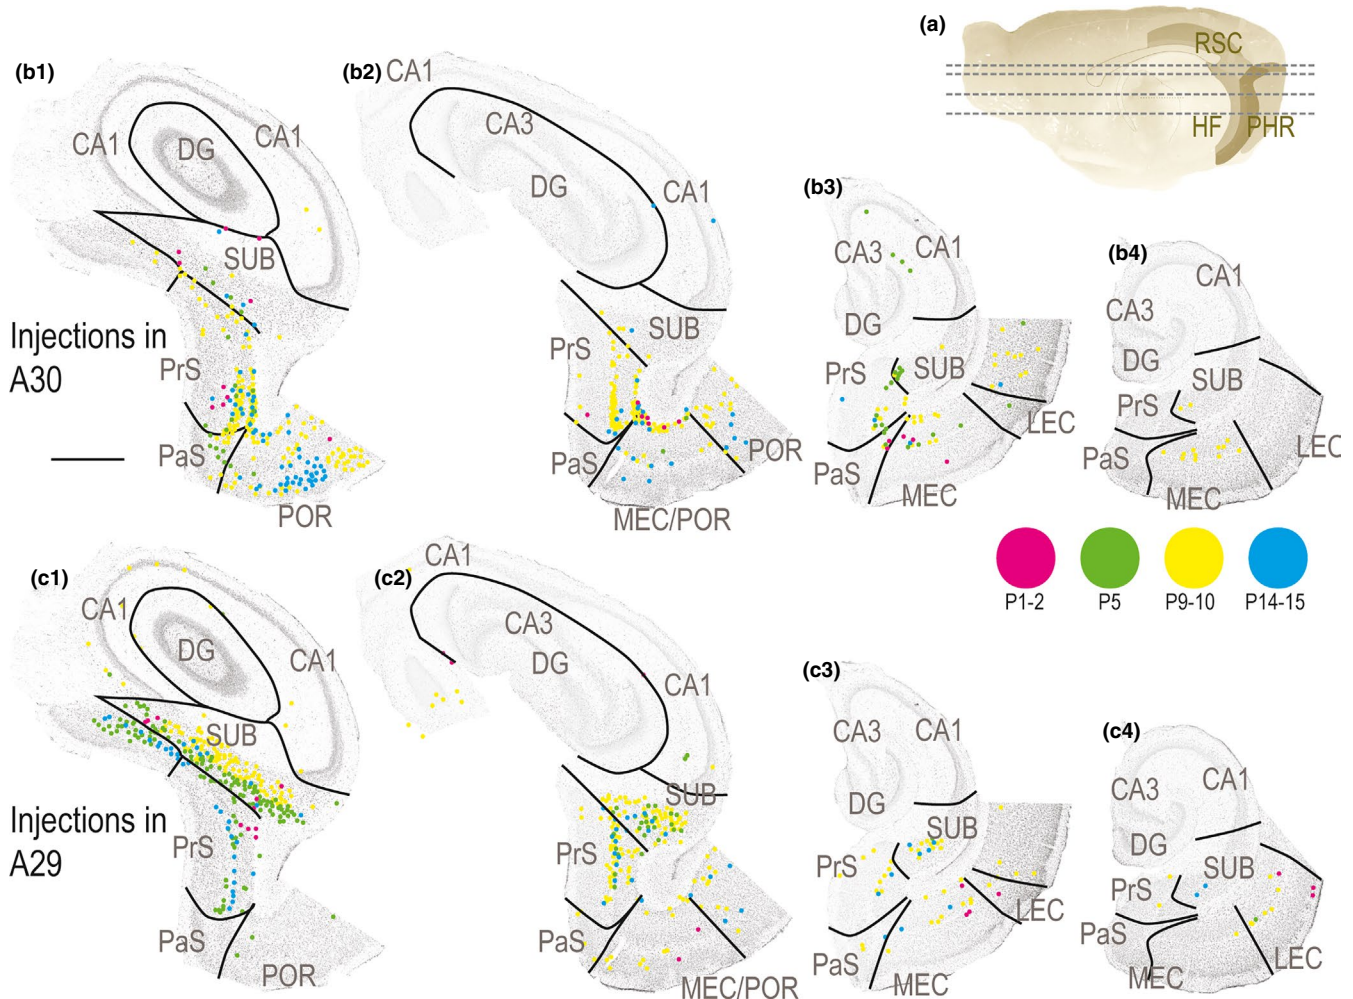 (a)
RSC
HF
PHR
(b1)
CA1
DG
CA1
SUB
Injections in
A30
PrS
PaS
POR
(b2)
CA1
CA3
DG
CA1
SUB
PrS
PaS
POR
MEC/POR
(b3)
CA3
CA1
DG
PrS
SUB
LEC
PaS
MEC
(b4)
CA1
CA3
DG
SUB
PrS
LEC
PaS
MEC
P1-2
P5
P9-10
P14-15
(c1)
CA1
DG
CA1
SUB
Injections in
A29
PrS
PaS
POR
(c2)
CA1
CA3
DG
CA1
SUB
PrS
PaS
MEC/POR
(c3)
CA3
CA1
DG
SUB
PrS
LEC
PaS
MEC
(c4)
CA3
CA1
DG
SUB
PrS
PaS
LEC
MEC